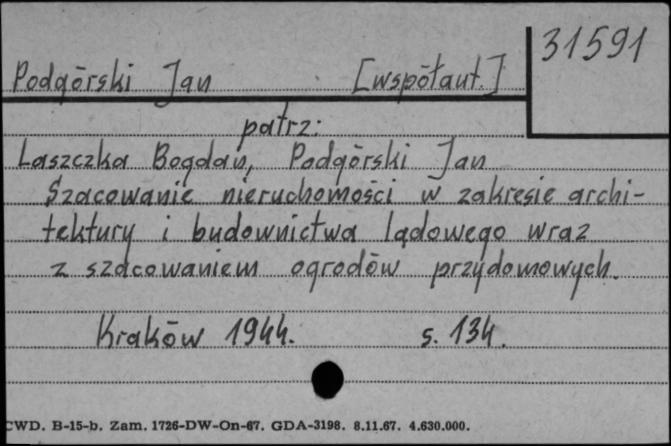 31591
Podgórski Jan [współaut.]
patrz:
Laszczka Bogdan, Podgórski Jan
Szacowanie nieruchomości w zakresie archi-
tektury i budownictwa lądowego wraz
z szacowaniem ogrodów przydomowych.
Kraków 1944. s. 134.
CWD. B-15-b. Zam. 1726-DW-On-67. GDA-3198. 8.11.67. 4.630.000.